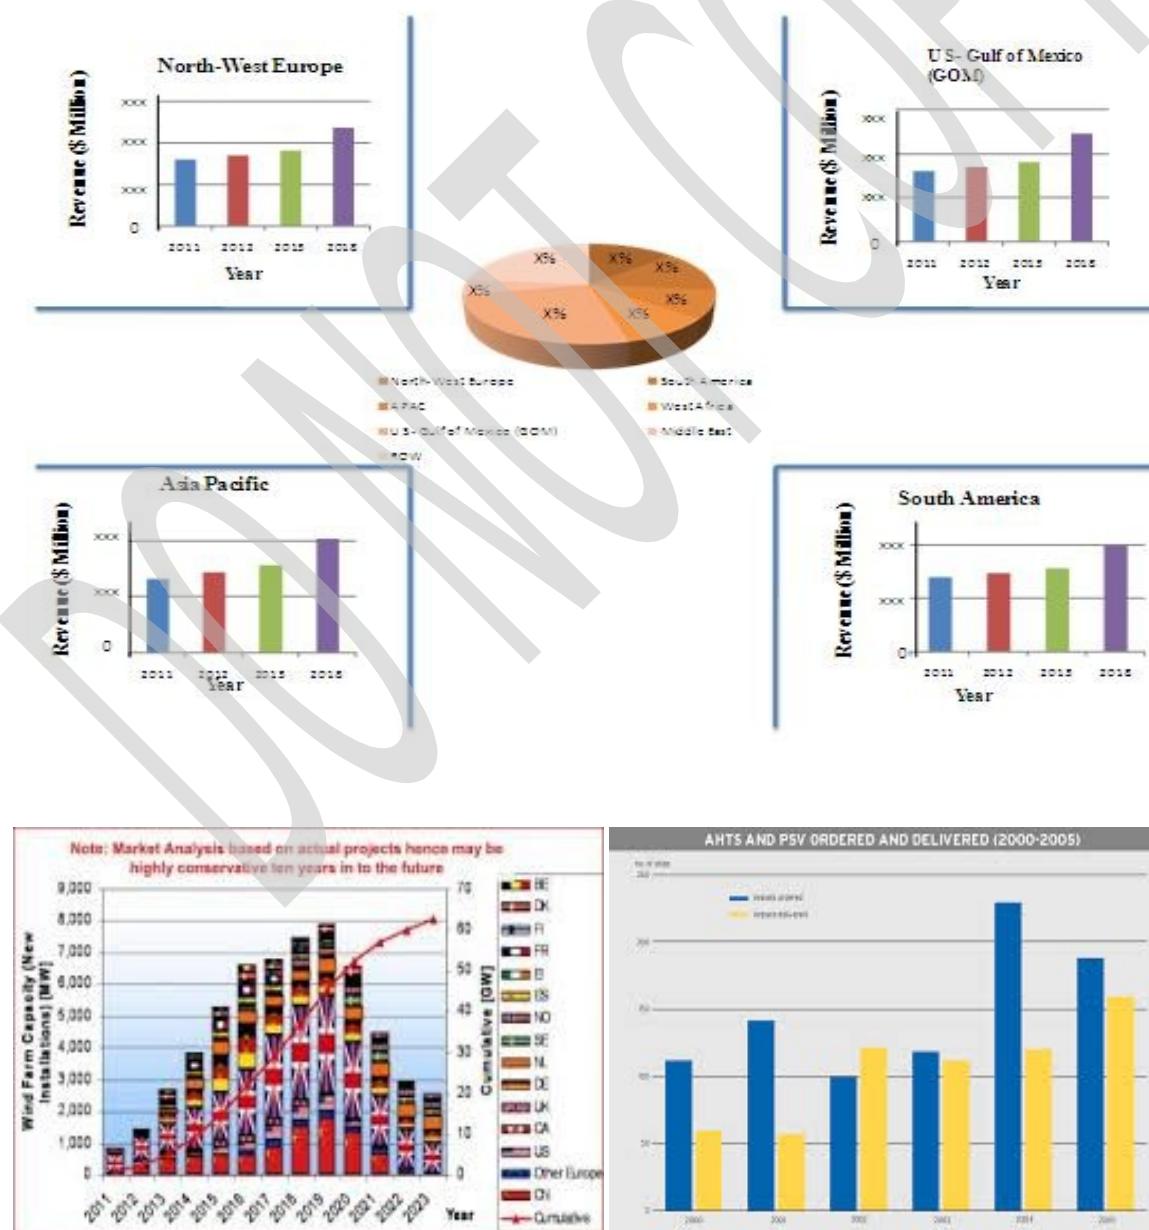 DO NOT COPY
North-West Europe
Revenue ($ Million)
XXX
XXX
XXX
0
2011 2012 2013 2016
Year
U S- Gulf of Mexico
(GOM)
Revenue ($ Million)
XXX
XXX
XXX
0
2011 2012 2013 2016
Year
X%
X%
X%
X%
X%
X%
X%
North-West Europe
South America
APAC
West Africa
U S- Gulf of Mexico (GOM)
Middle East
ROW
Asia Pacific
Revenue ($ Million)
XXX
XXX
0
2011 2012 2013 2016
Year
South America
Revenue ($ Million)
XXX
XXX
0
2011 2012 2013 2016
Year
Note: Market Analysis based on actual projects hence may be
highly conservative ten years in to the future
Wind Farm Capacity (New
Installations) [MW]
9,000
8,000
7,000
6,000
5,000
4,000
3,000
2,000
1,000
0
70
60
50
40
30
20
10
0
Cumulative [GW]
2011 2012 2013 2014 2015 2016 2017 2018 2019 2020 2021 2022 2023
Year
BE
DK
FI
FR
ES
NO
SE
NL
DE
UK
CA
US
Other Europe
CN
Cumulative
AHTS AND PSV ORDERED AND DELIVERED (2000-2005)